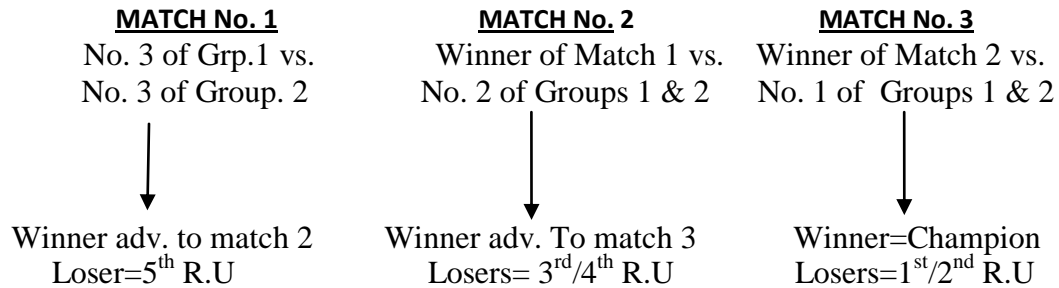 MATCH No. 1
No. 3 of Grp.1 vs.
No. 3 of Group. 2
Winner adv. to match 2
Loser=5th R.U
MATCH No. 2
Winner of Match 1 vs.
No. 2 of Groups 1 & 2
Winner adv. To match 3
Losers= 3rd/4th R.U
MATCH No. 3
Winner of Match 2 vs.
No. 1 of Groups 1 & 2
Winner=Champion
Losers=1st/2nd R.U